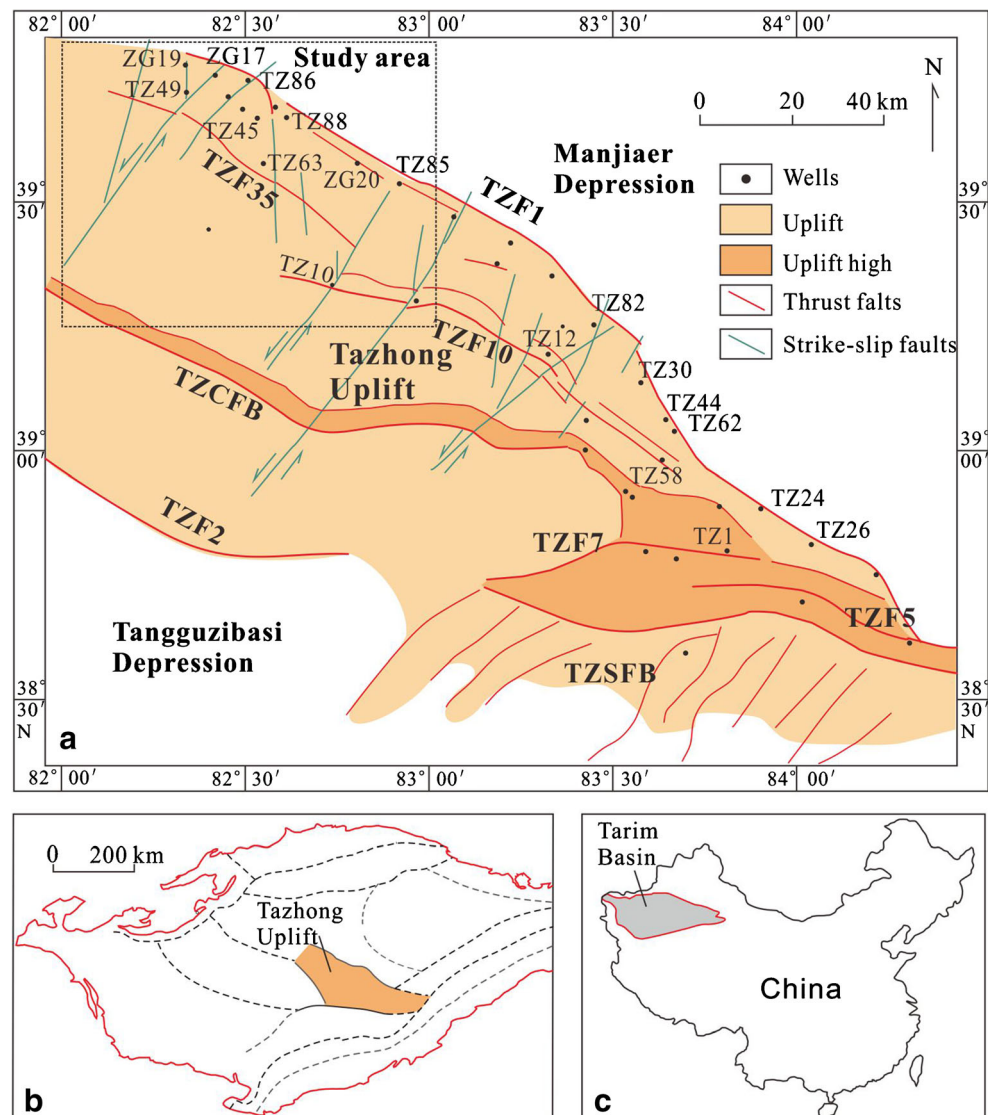 82° 00′
82° 30′
83° 00′
83° 30′
84° 00′
ZG19
ZG17
Study area
TZ86
N
TZ49
0 20 40 km
TZ45
TZ88
TZ63
ZG20
TZ85
Manjiaer
Depression
TZF35
TZF1
39°
30′
39°
30′
Wells
Uplift
Uplift high
Thrust falts
Strike-slip faults
TZ10
TZF10
TZ82
TZ12
Tazhong
Uplift
TZ30
TZCFB
TZ44
TZ62
39°
00′
39°
00′
TZ58
TZ24
TZF2
TZF7
TZ1
TZ26
Tangguzibasi
Depression
TZF5
TZSFB
38°
30′
N
38°
30′
N
a
82° 00′
82° 30′
83° 00′
83° 30′
84° 00′
0 200 km
Tazhong
Uplift
b
Tarim
Basin
China
c